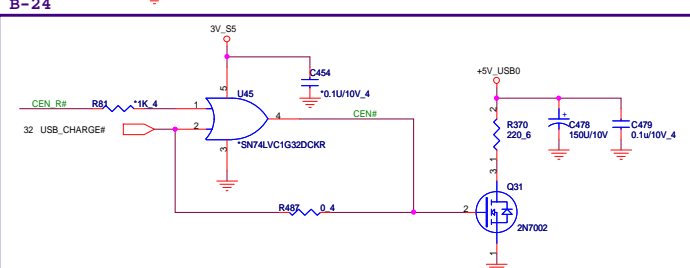 B-24
3V_S5
C454
*0.1U/10V_4
5
U45
CEN_R#
R81
*1K_4
1
4
CEN#
32
USB_CHARGE#
2
*SN74LVC1G32DCKR
3
R487
0_4
+5V_USB0
2
R370
220_6
C478
150U/10V
+
C479
0.1u/10V_4
1
3
Q31
2
2N7002
1